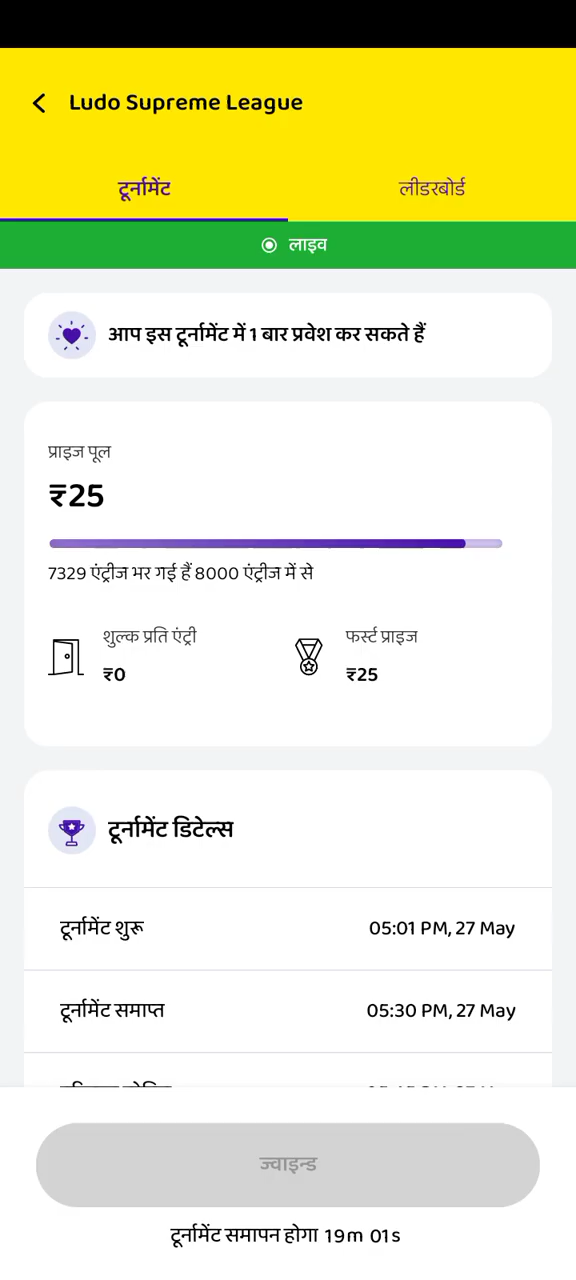 Ludo Supreme League
टूर्नामेंट
लीडरबोर्ड
लाइव
आप इस टूर्नामेंट में 1 बार प्रवेश कर सकते हैं
प्राइज पूल
₹25
7329 एंट्रीज भर गई हैं 8000 एंट्रीज में से
शुल्क प्रति एंट्री
₹0
फर्स्ट प्राइज
₹25
टूर्नामेंट डिटेल्स
टूर्नामेंट शुरू
05:01 PM, 27 May
टूर्नामेंट समाप्त
05:30 PM, 27 May
ज्वाइन्ड
टूर्नामेंट समापन होगा 19m 01s